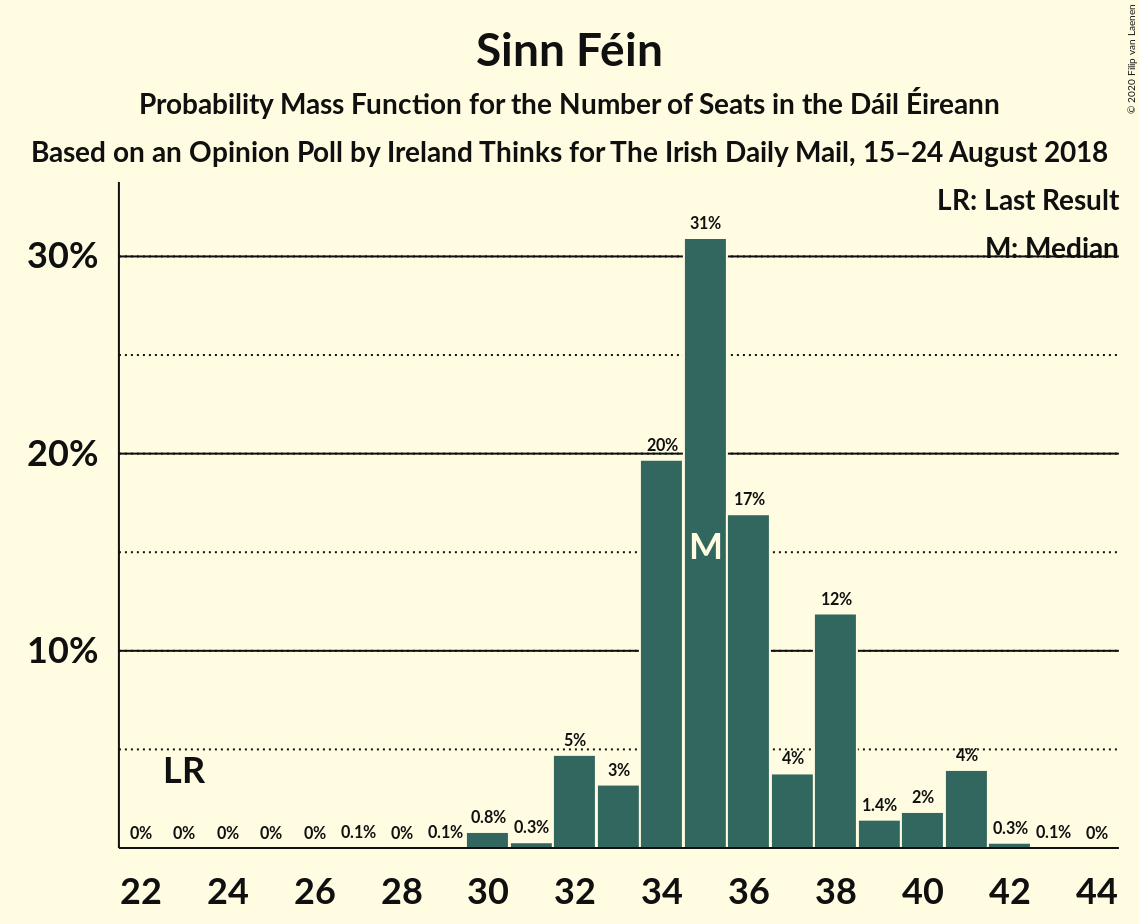 Sinn Féin
Probability Mass Function for the Number of Seats in the Dáil Éireann
Based on an Opinion Poll by Ireland Thinks for The Irish Daily Mail, 15–24 August 2018
© 2020 Filip van Laenen
LR: Last Result
M: Median
30%
20%
10%
0% 0% 0% 0% 0% 0.1% 0% 0.1% 0.8% 0.3% 5% 3% 20% 31% 17% 4% 12% 1.4% 2% 4% 0.3% 0.1% 0%
LR
M
22 24 26 28 30 32 34 36 38 40 42 44